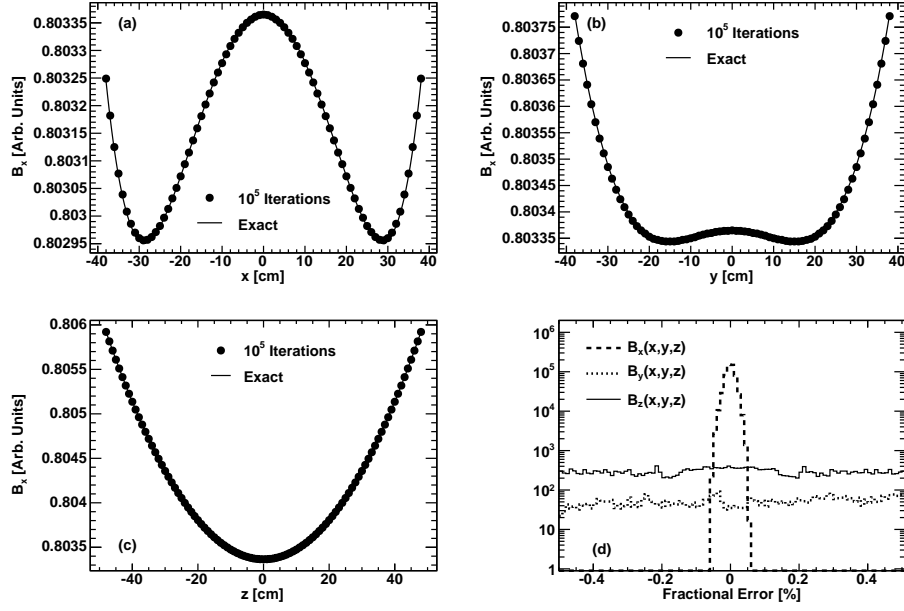 (a)
B_x [Arb. Units]
0.80335
0.8033
0.80325
0.8032
0.80315
0.8031
0.80305
0.803
0.80295
10^5 Iterations
Exact
-40 -30 -20 -10 0 10 20 30 40
x [cm]
(b)
B_x [Arb. Units]
0.80375
0.8037
0.80365
0.8036
0.80355
0.8035
0.80345
0.8034
0.80335
10^5 Iterations
Exact
-40 -30 -20 -10 0 10 20 30 40
y [cm]
B_x [Arb. Units]
0.806
0.8055
0.805
0.8045
0.804
0.8035
10^5 Iterations
Exact
(c)
-40 -20 0 20 40
z [cm]
10^6
10^5
10^4
10^3
10^2
10
1
B_x(x,y,z)
B_y(x,y,z)
B_z(x,y,z)
(d)
-0.4 -0.2 0 0.2 0.4
Fractional Error [%]